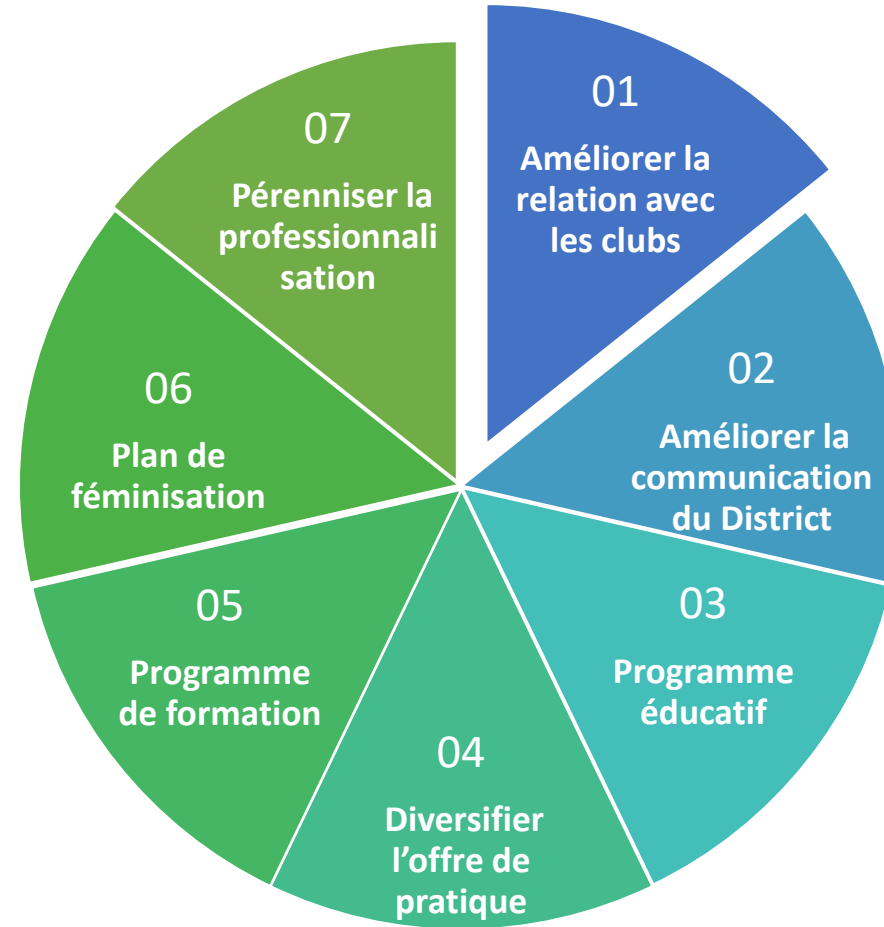 01
Améliorer la
relation avec
les clubs
02
Améliorer la
communication
du District
03
Programme
éducatif
04
Diversifier
l’offre de
pratique
05
Programme
de formation
06
Plan de
féminisation
07
Pérenniser la
professionnali
sation